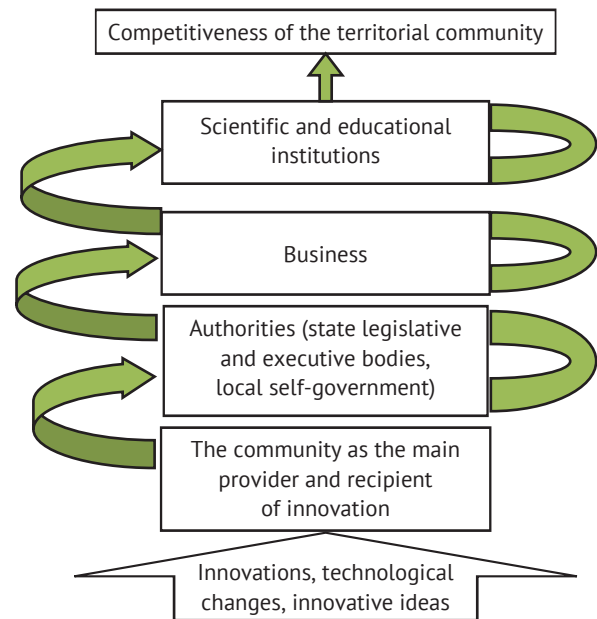 Competitiveness of the territorial community
Scientific and educational
institutions
Business
Authorities (state legislative
and executive bodies,
local self-government)
The community as the main
provider and recipient
of innovation
Innovations, technological
changes, innovative ideas